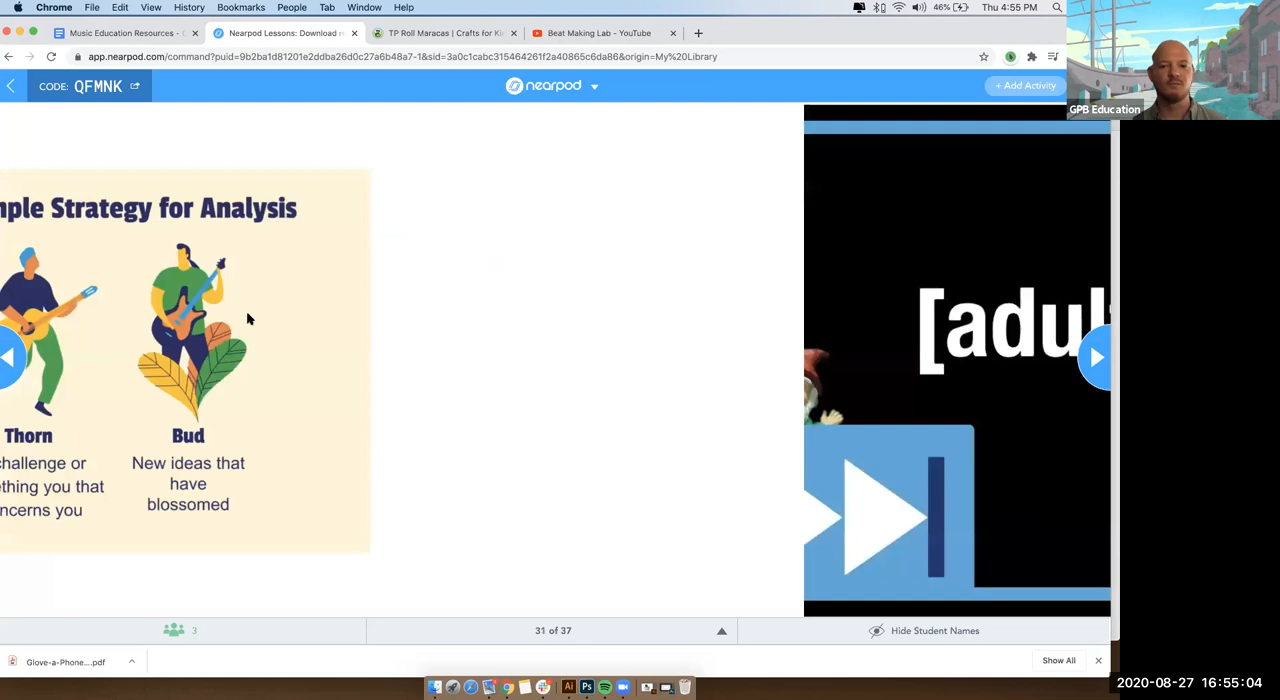 Chrome File Edit View History Bookmarks People Tab Window Help
46% Thu 4:55 PM
Music Education Resources - Nearpod Lessons: Download TP Roll Maracas | Crafts for Beat Making Lab - YouTube
app.nearpod.com/command?puid=9b2ba1d81201e2ddba26d0c27a6b48a7-1&sid=3a0c1cabc315464261f2a40865c6da86&origin=My%20Library
CODE: QFMNK
nearpod
+ Add Activity
GPB Education
mple Strategy for Analysis
Thorn
challenge or
ething you that
ncerns you
Bud
New ideas that
have
blossomed
[adul
3
31 of 37
Hide Student Names
Glove-a-Phone....pdf
Show All
Ai Ps
2020-08-27 16:55:04